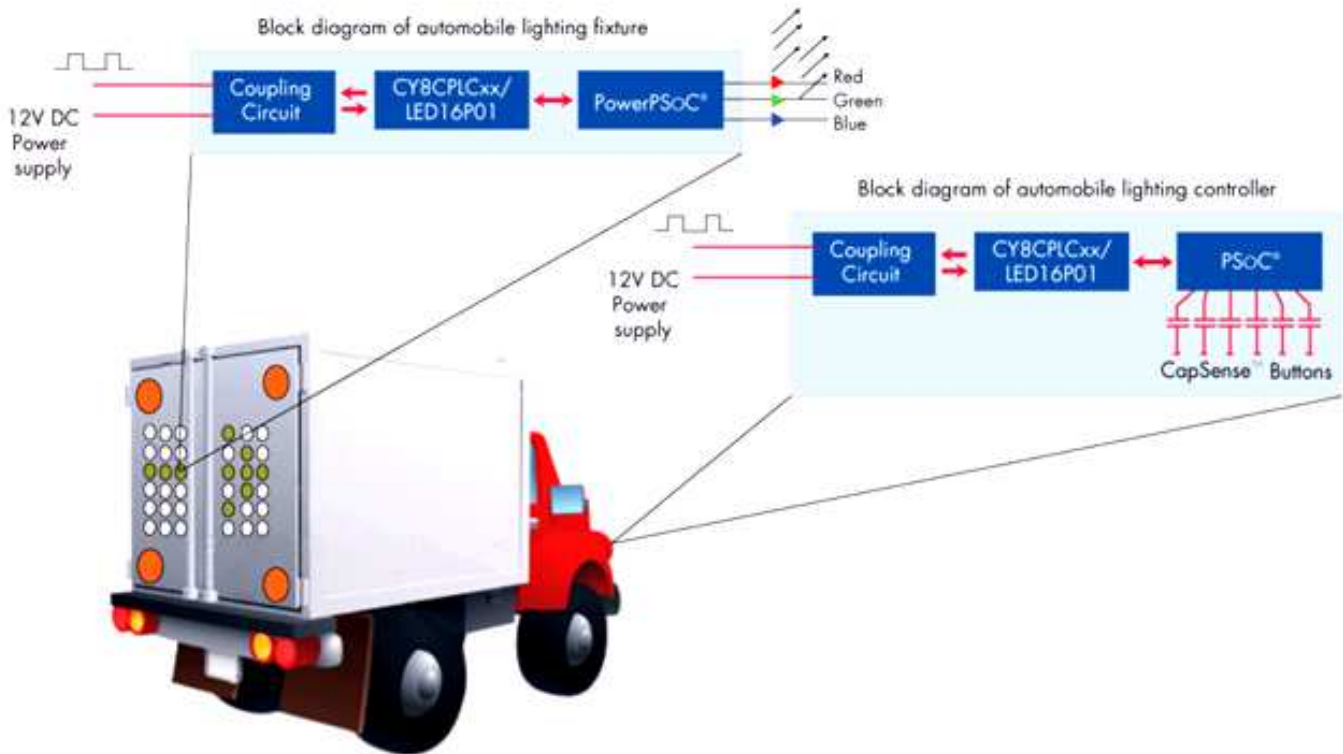 Block diagram of automobile lighting fixture
12V DC
Power
supply
Coupling
Circuit
CY8CPLCxx/
LED16P01
PowerPSoC®
Red
Green
Blue
Block diagram of automobile lighting controller
12V DC
Power
supply
Coupling
Circuit
CY8CPLCxx/
LED16P01
PSoC®
CapSense™ Buttons